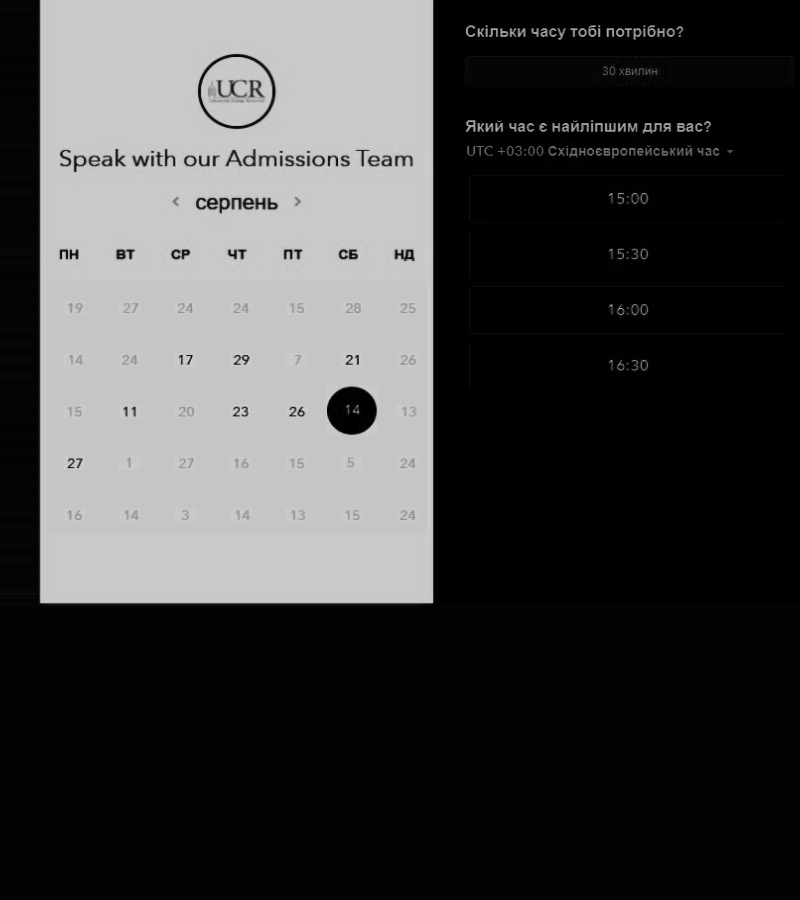 UCR
Speak with our Admissions Team
серпень
ПН ВТ СР ЧТ ПТ СБ НД
19 27 24 24 15 28 25
14 24 17 29 7 21 26
15 11 20 23 26 14 13
27 1 27 16 15 5 24
16 14 3 14 13 15 24
Скільки часу тобі потрібно?
30 хвилин
Який час є найліпшим для вас?
UTC +03:00 Східноєвропейський час
15:00
15:30
16:00
16:30